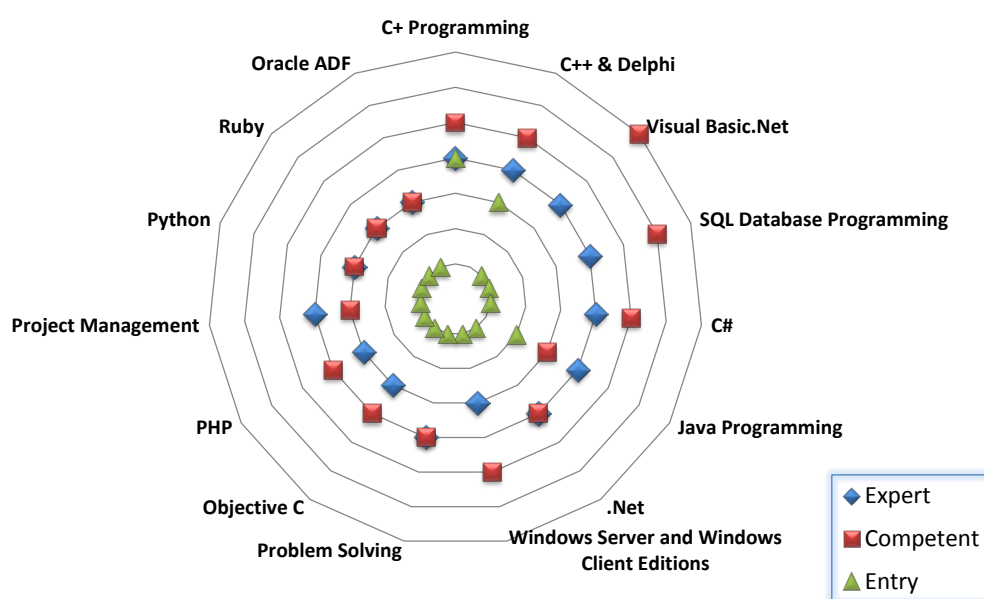 C+ Programming
Oracle ADF
C++ & Delphi
Ruby
Visual Basic.Net
Python
SQL Database Programming
Project Management
C#
PHP
Java Programming
Objective C
.Net
Problem Solving
Windows Server and Windows
Client Editions
Expert
Competent
Entry